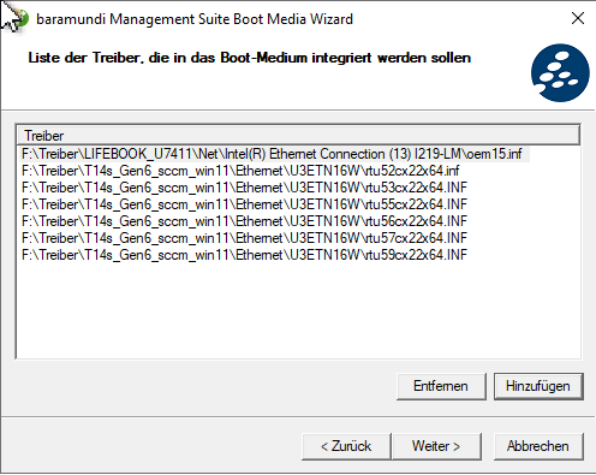 baramundi Management Suite Boot Media Wizard
Liste der Treiber, die in das Boot-Medium integriert werden sollen
Treiber
F:\Treiber\LIFEBOOK_U7411\Net\Intel(R) Ethernet Connection (13) I219-LM\oem15.inf
F:\Treiber\T14s_Gen6_sccm_win11\Ethernet\U3ETN16W\rtu52cx22x64.inf
F:\Treiber\T14s_Gen6_sccm_win11\Ethernet\U3ETN16W\rtu53cx22x64.INF
F:\Treiber\T14s_Gen6_sccm_win11\Ethernet\U3ETN16W\rtu55cx22x64.INF
F:\Treiber\T14s_Gen6_sccm_win11\Ethernet\U3ETN16W\rtu56cx22x64.INF
F:\Treiber\T14s_Gen6_sccm_win11\Ethernet\U3ETN16W\rtu57cx22x64.INF
F:\Treiber\T14s_Gen6_sccm_win11\Ethernet\U3ETN16W\rtu59cx22x64.INF
Entfernen Hinzufügen
< Zurück Weiter > Abbrechen